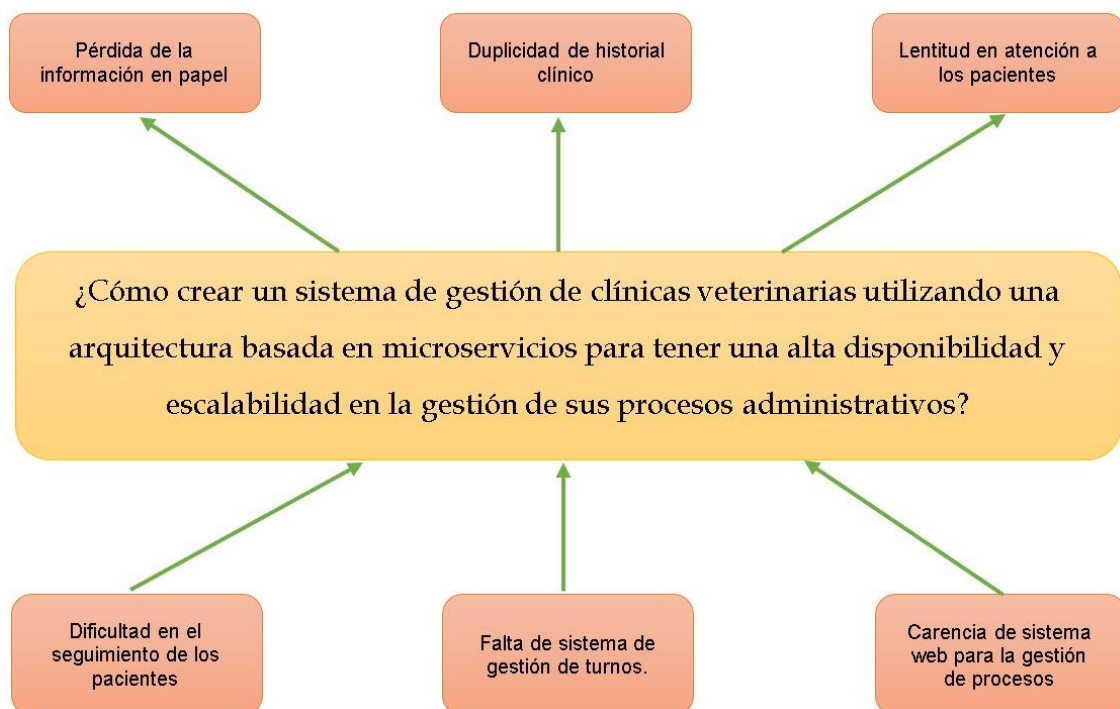 Pérdida de la
información en papel
Duplicidad de historial
clínico
Lentitud en atención a
los pacientes
¿Cómo crear un sistema de gestión de clínicas veterinarias utilizando una
arquitectura basada en microservicios para tener una alta disponibilidad y
escalabilidad en la gestión de sus procesos administrativos?
Dificultad en el
seguimiento de los
pacientes
Falta de sistema de
gestión de turnos.
Carencia de sistema
web para la gestión
de procesos